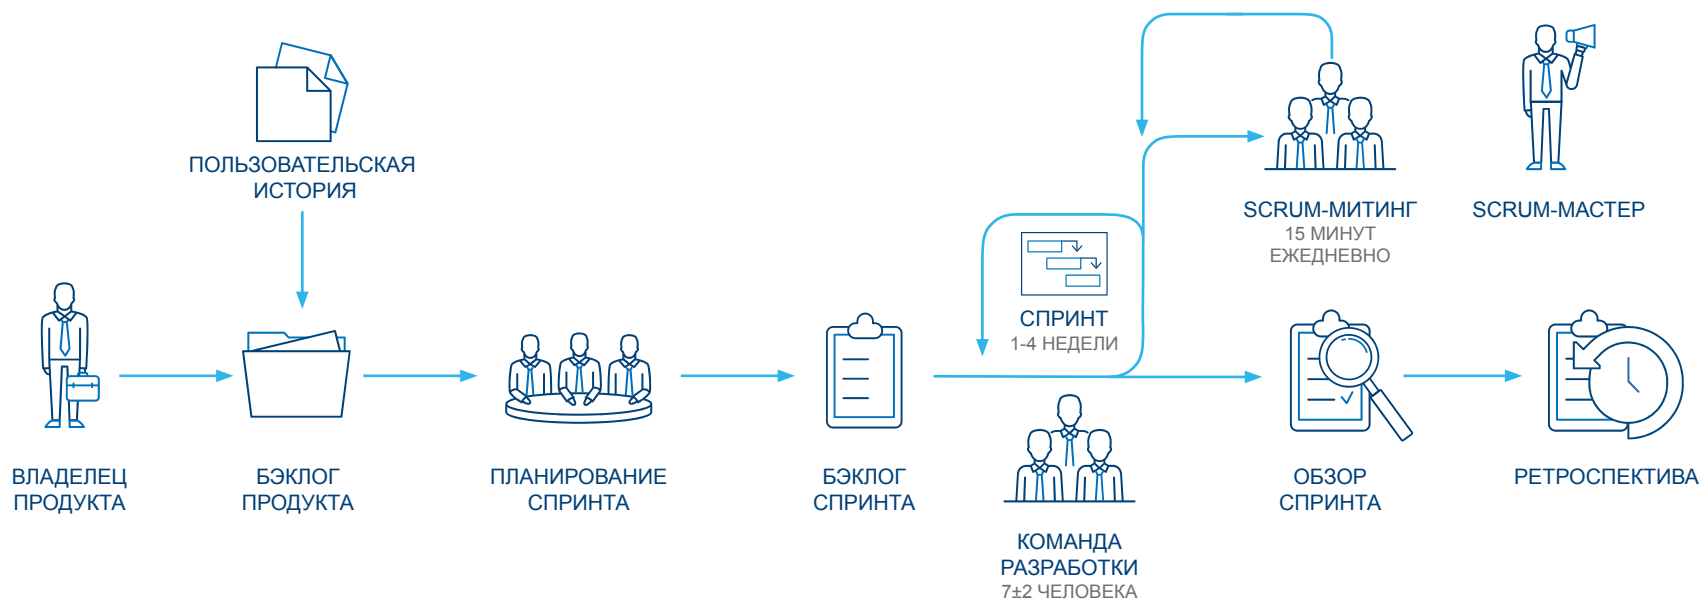 ПОЛЬЗОВАТЕЛЬСКАЯ
ИСТОРИЯ
SCRUM-МИТИНГ
15 МИНУТ
ЕЖЕДНЕВНО
SCRUM-МАСТЕР
СПРИНТ
1-4 НЕДЕЛИ
ВЛАДЕЛЕЦ
ПРОДУКТА
БЭКЛОГ
ПРОДУКТА
ПЛАНИРОВАНИЕ
СПРИНТА
БЭКЛОГ
СПРИНТА
КОМАНДА
РАЗРАБОТКИ
7±2 ЧЕЛОВЕКА
ОБЗОР
СПРИНТА
РЕТРОСПЕКТИВА